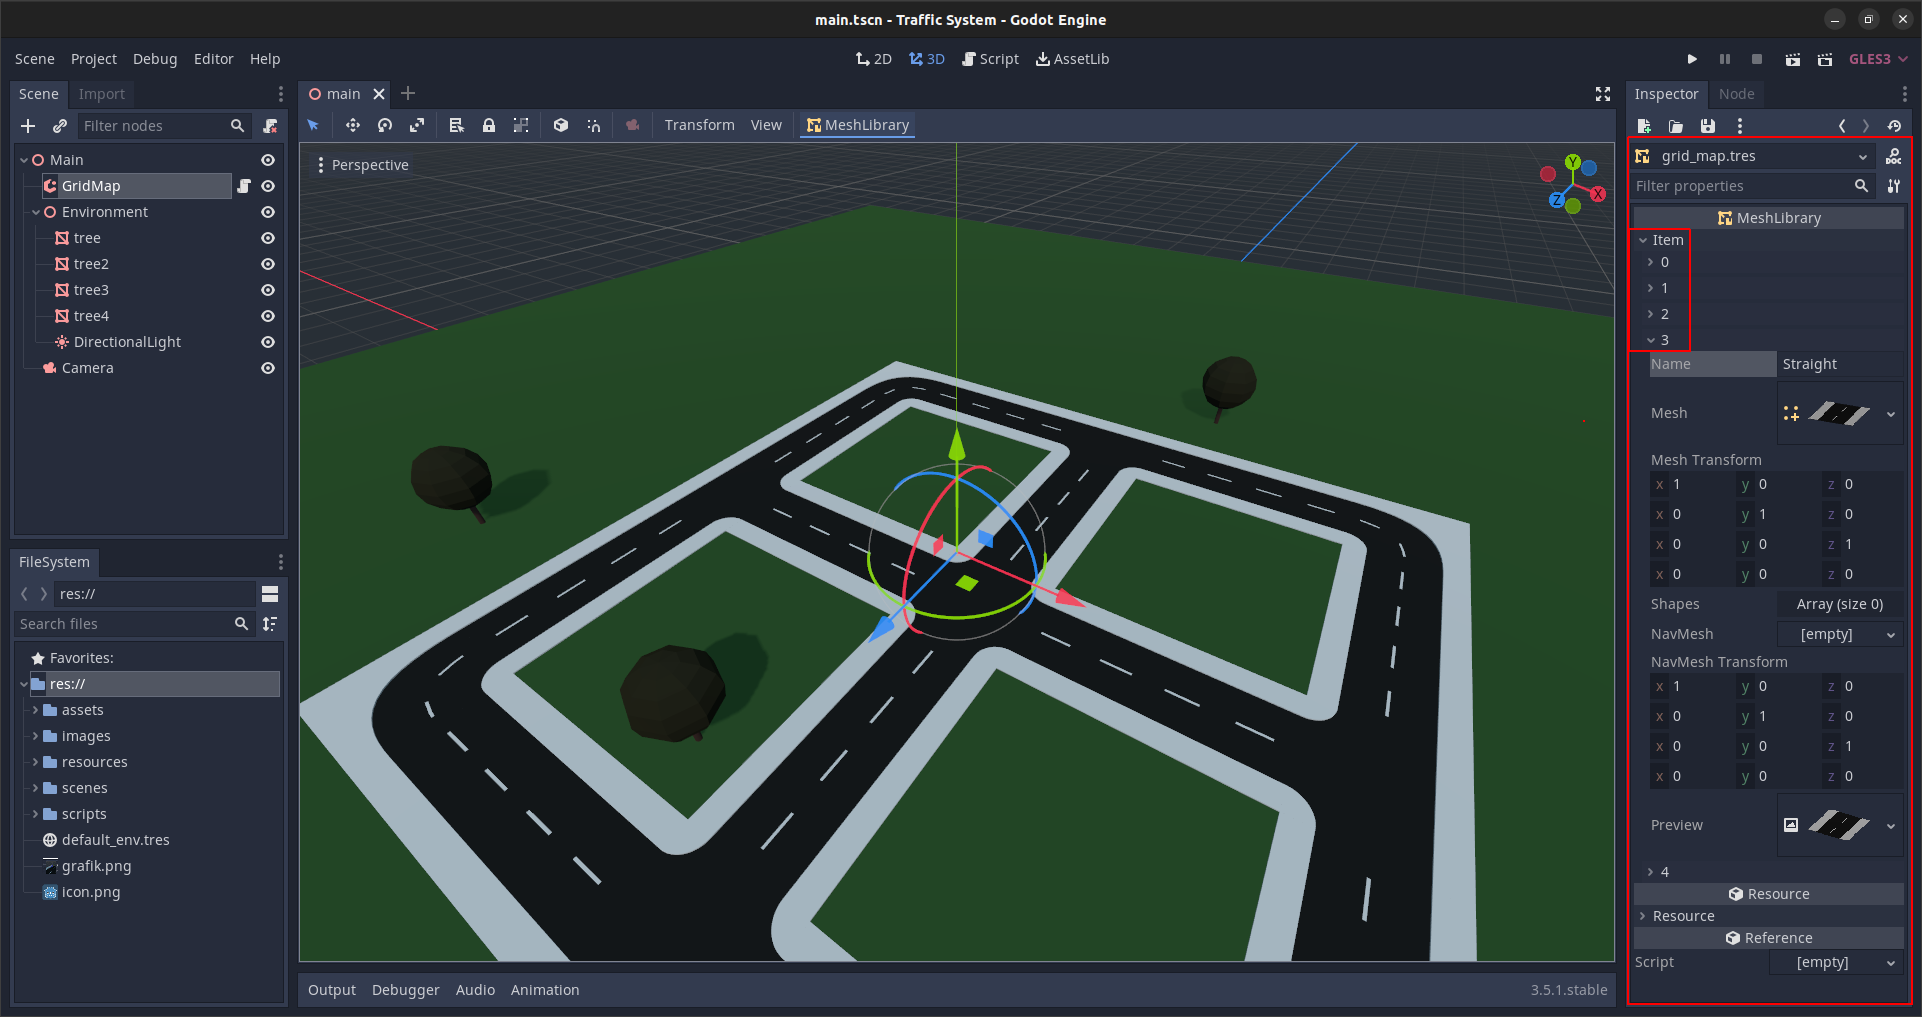 main.tscn - Traffic System - Godot Engine
Scene Project Debug Editor Help
2D 3D Script AssetLib
GLES3
Scene Import
Filter nodes
Main
GridMap
Environment
tree
tree2
tree3
tree4
DirectionalLight
Camera
FileSystem
res://
Search files
Favorites:
res://
assets
images
resources
scenes
scripts
default_env.tres
grafik.png
icon.png
main
Transform View MeshLibrary
Perspective
Y
X
Z
Output Debugger Audio Animation
3.5.1.stable
Inspector Node
grid_map.tres
DOC
Filter properties
MeshLibrary
Item
0
1
2
3
Name Straight
Mesh
Mesh Transform
x 1 y 0 z 0
x 0 y 1 z 0
x 0 y 0 z 1
x 0 y 0 z 0
Shapes Array (size 0)
NavMesh [empty]
NavMesh Transform
x 1 y 0 z 0
x 0 y 1 z 0
x 0 y 0 z 1
x 0 y 0 z 0
Preview
4
Resource
Resource
Reference
Script [empty]